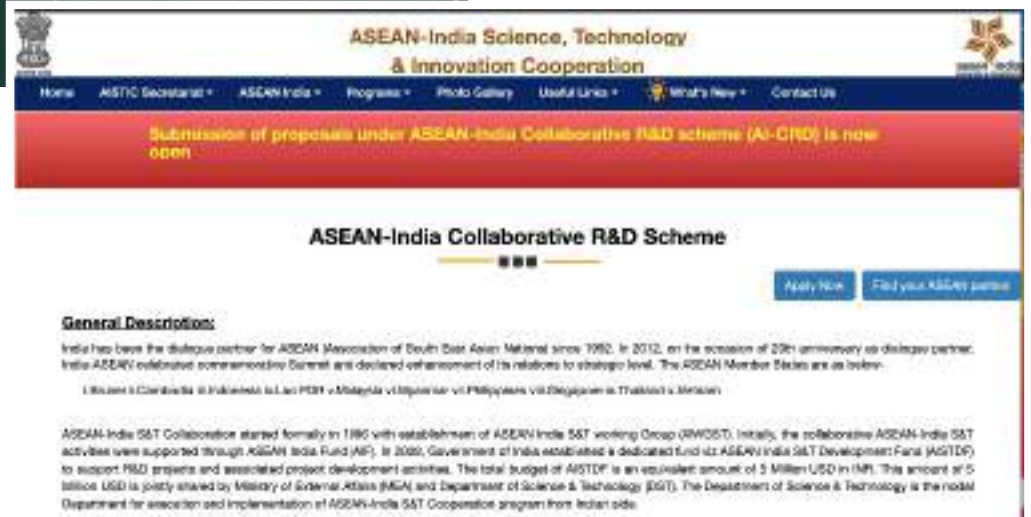 ASEAN-India Science, Technology
& Innovation Cooperation
Home AISTIC Secretariat ASEAN India Programs Photo Gallery Useful Links What's New Contact Us
Submission of proposals under ASEAN-India Collaborative R&D scheme (AI-CRD) is now
open
ASEAN-India Collaborative R&D Scheme
Apply Now Find your ASEAN partner
General Description:
India has been the dialogue partner for ASEAN (Association of South East Asian Nations) since 1992. In 2012, on the occasion of 20th anniversary as dialogue partner,
India ASEAN celebrated commemorative Summit and declared enhancement of its relations to strategic level. The ASEAN Member States are as below-
i.Brunei ii.Cambodia iii.Indonesia iv.Lao PDR v.Malaysia vi.Myanmar vii.Philippines viii.Singapore ix.Thailand x.Vietnam
ASEAN-India S&T Collaboration started formally in 1996 with establishment of ASEAN India S&T working Group (AIWGST). Initially, the collaborative ASEAN-India S&T
activities were supported through ASEAN India Fund (AIF). In 2008, Government of India established a dedicated fund viz ASEAN India S&T Development Fund (AISTDF)
to support R&D projects and associated project development activities. The total budget of AISTDF is an equivalent amount of 5 Million USD in INR. This amount of 5
Million USD is jointly shared by Ministry of External Affairs (MEA) and Department of Science & Technology (DST). The Department of Science & Technology is the nodal
Department for execution and implementation of ASEAN-India S&T Cooperation program from Indian side.